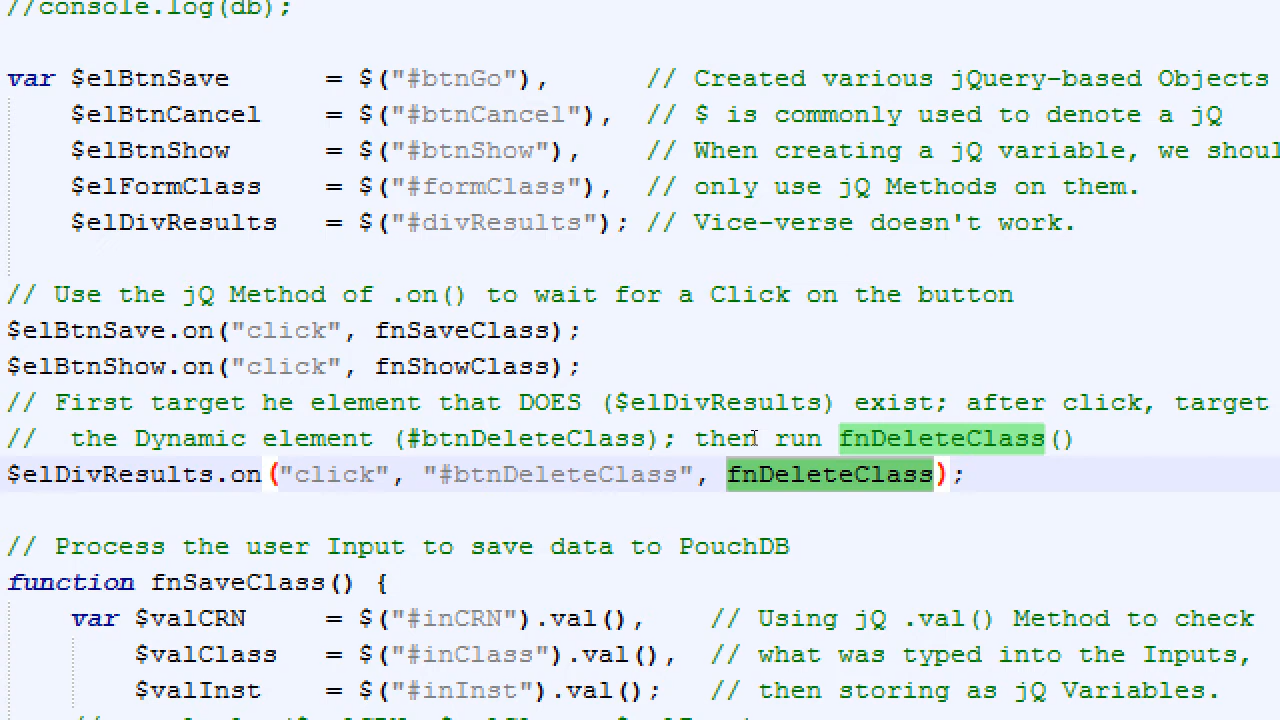 //console.log(db);
var $elBtnSave = $("#btnGo"), // Created various jQuery-based Objects
$elBtnCancel = $("#btnCancel"), // $ is commonly used to denote a jQ
$elBtnShow = $("#btnShow"), // When creating a jQ variable, we shoul
$elFormClass = $("#formClass"), // only use jQ Methods on them.
$elDivResults = $("#divResults"); // Vice-verse doesn't work.
// Use the jQ Method of .on() to wait for a Click on the button
$elBtnSave.on("click", fnSaveClass);
$elBtnShow.on("click", fnShowClass);
// First target he element that DOES ($elDivResults) exist; after click, target
// the Dynamic element (#btnDeleteClass); then run fnDeleteClass()
$elDivResults.on("click", "#btnDeleteClass", fnDeleteClass);
// Process the user Input to save data to PouchDB
function fnSaveClass() {
var $valCRN = $("#inCRN").val(), // Using jQ .val() Method to check
$valClass = $("#inClass").val(), // what was typed into the Inputs,
$valInst = $("#inInst").val(); // then storing as jQ Variables.